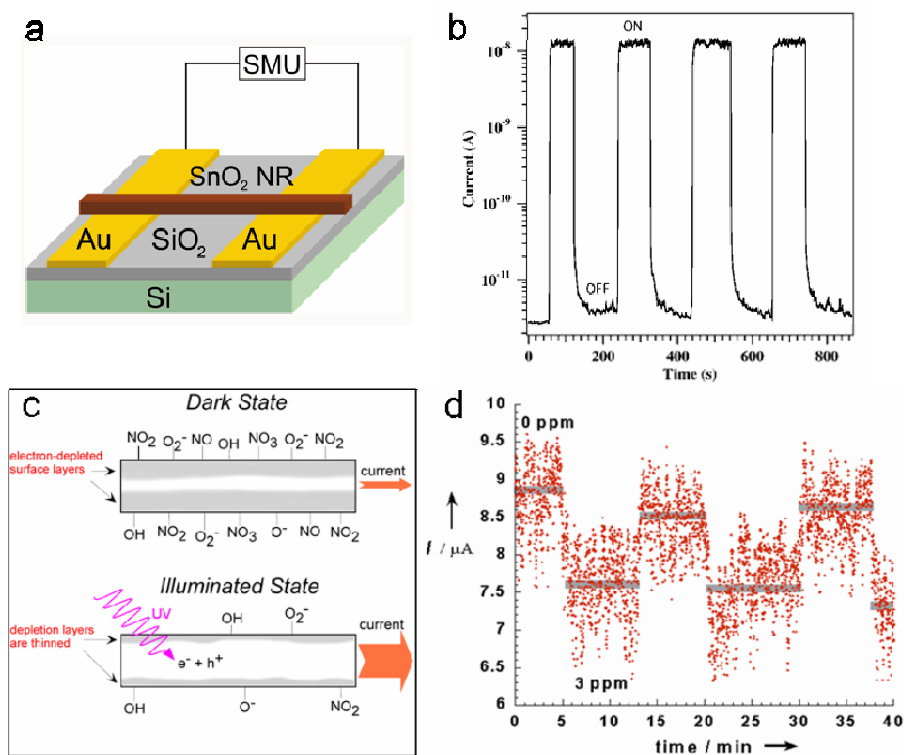 a
SMU
SnO₂ NR
Au
SiO₂
Au
Si
b
ON
OFF
10⁻⁸
10⁻⁹
10⁻¹⁰
10⁻¹¹
Current (A)
0 200 400 600 800
Time (s)
c
Dark State
NO₂ O₂⁻ NO OH NO₃ O₂⁻ NO₂
electron-depleted
surface layers
current
OH NO₂ O₂⁻ NO₃ O⁻ NO NO₂
Illuminated State
UV
OH O₂⁻
current
depletion layers
are thinned
e⁻ + h⁺
OH O⁻ NO₂
d
10
9.5
9
8.5
8
7.5
7
6.5
6
0 ppm
3 ppm
I / μA
0 5 10 15 20 25 30 35 40
time / min